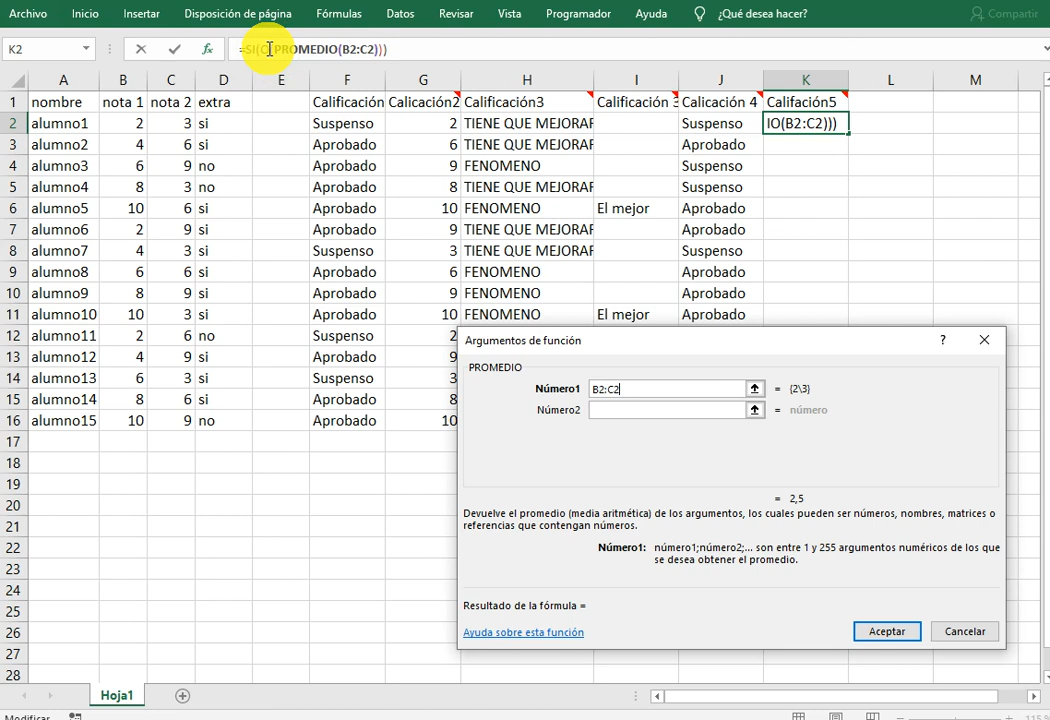 Archivo Inicio Insertar Disposición de página Fórmulas Datos Revisar Vista Programador Ayuda ¿Qué desea hacer? Compartir
K2 fx =SI(O(PROMEDIO(B2:C2)))
A B C D E F G H I J K L M
1 nombre nota 1 nota 2 extra Calificación Calicación2 Calificación3 Calificación 3 Calicación 4 Califación5
2 alumno1 2 3 si Suspenso 2 TIENE QUE MEJORAR Suspenso IO(B2:C2)))
3 alumno2 4 6 si Aprobado 6 TIENE QUE MEJORAR Aprobado
4 alumno3 6 9 no Aprobado 9 FENOMENO Suspenso
5 alumno4 8 3 no Aprobado 8 TIENE QUE MEJORAR Suspenso
6 alumno5 10 6 si Aprobado 10 FENOMENO El mejor Aprobado
7 alumno6 2 9 si Aprobado 9 TIENE QUE MEJORAR Aprobado
8 alumno7 4 3 si Suspenso 3 TIENE QUE MEJORAR Suspenso
9 alumno8 6 6 si Aprobado 6 FENOMENO Aprobado
10 alumno9 8 9 si Aprobado 9 FENOMENO Aprobado
11 alumno10 10 3 si Aprobado 10 FENOMENO El mejor Aprobado
12 alumno11 2 6 no Suspenso 2
13 alumno12 4 9 si Aprobado 9
14 alumno13 6 3 si Suspenso 3
15 alumno14 8 6 si Aprobado 8
16 alumno15 10 9 no Aprobado 10
17
18
19
20
21
22
23
24
25
26
27
28
Argumentos de función ?
PROMEDIO
Número1 B2:C2 = {2\3}
Número2 = número
= 2,5
Devuelve el promedio (media aritmética) de los argumentos, los cuales pueden ser números, nombres, matrices o
referencias que contengan números.
Número1: número1;número2;... son entre 1 y 255 argumentos numéricos de los que
se desea obtener el promedio.
Resultado de la fórmula =
Ayuda sobre esta función Aceptar Cancelar
Hoja1
Modificar 115 %